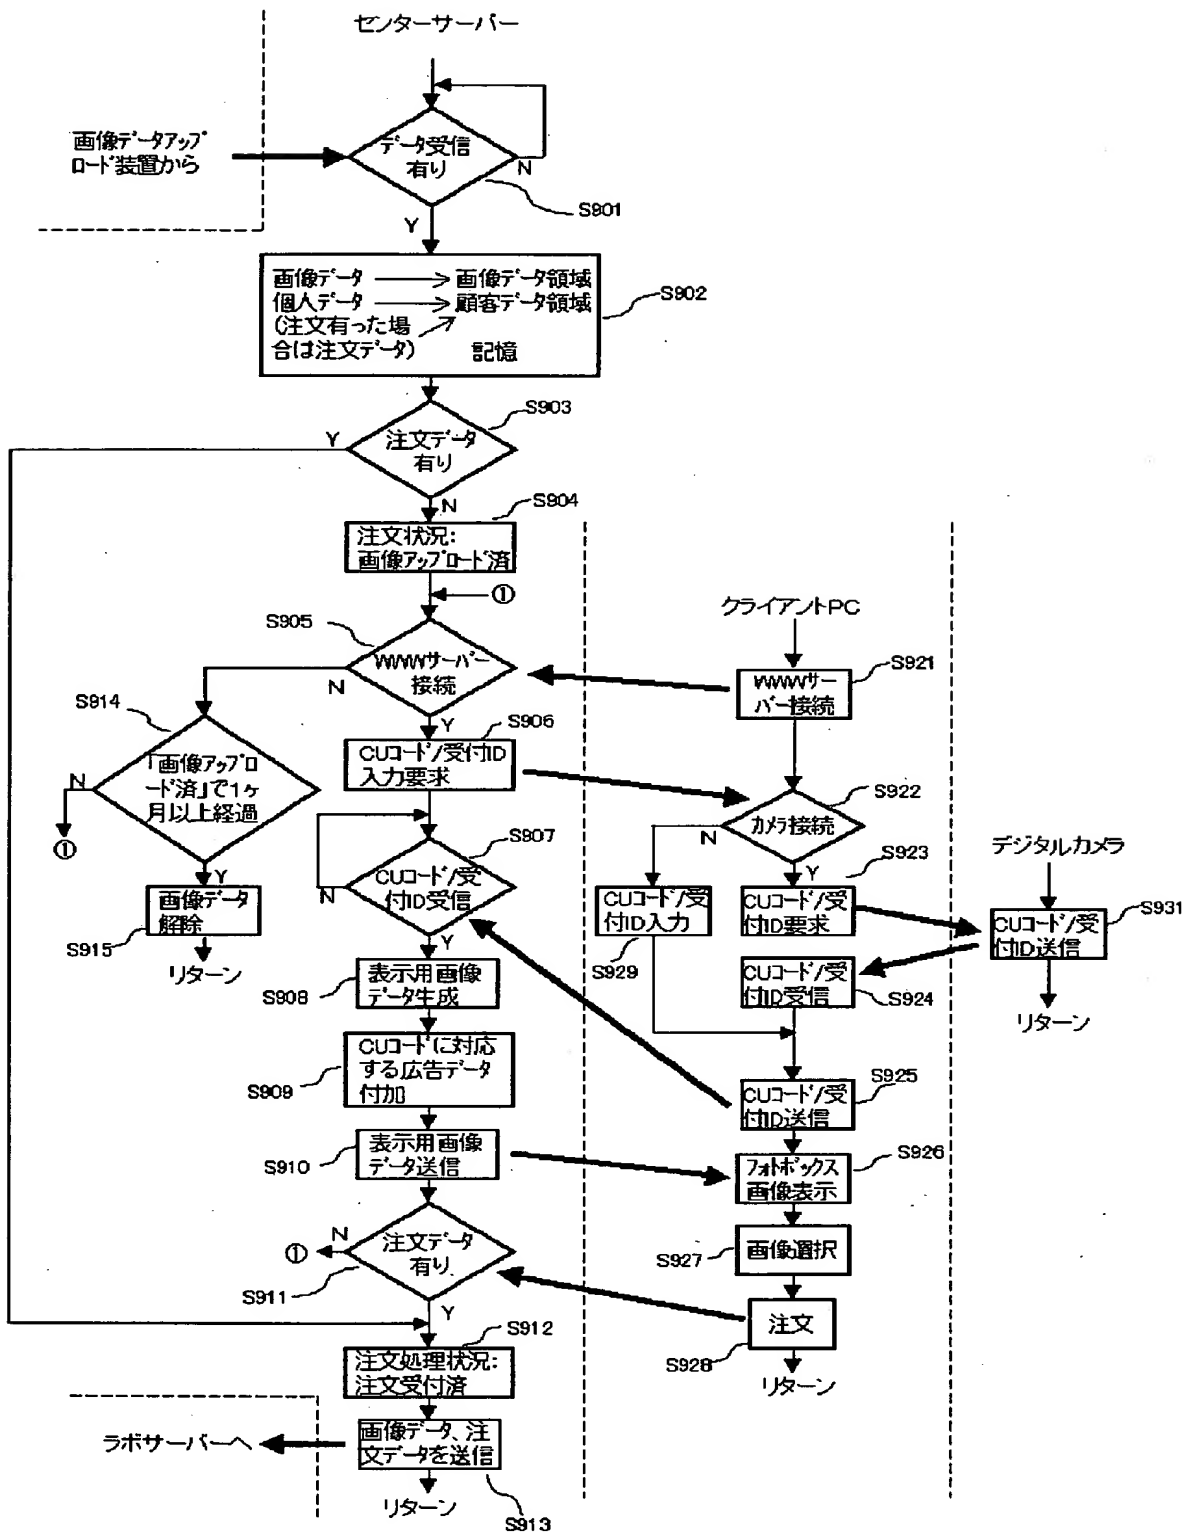 センターサーバー
画像データアップ
ロード装置から
データ受信
有り
N
S901
Y
画像データ → 画像データ領域
個人データ → 顧客データ領域
(注文有った場
合は注文データ) 記憶
S902
S903
Y
注文データ
有り
N
S904
注文状況:
画像アップロード済
①
S905
WWWサーバー
接続
N
Y
S906
CUコード/受付ID
入力要求
S914
「画像アップロ
ード済」で1ヶ
月以上経過
N
①
Y
画像データ
解除
S915
リターン
S907
CUコード/受
付ID受信
N
Y
S908
表示用画像
データ生成
S909
CUコードに対応
する広告データ
付加
S910
表示用画像
データ送信
①
N
注文データ
有り
S911
Y
S912
注文処理状況:
注文受付済
ラボサーバーへ
画像データ、注
文データを送信
リターン
S913
クライアントPC
S921
WWWサー
バー接続
S922
カメラ接続
N
Y
S923
CUコード/受
付ID入力
S929
CUコード/受
付ID要求
CUコード/受
付ID受信
S924
S925
CUコード/受
付ID送信
S926
フォトボックス
画像表示
S927
画像選択
注文
S928
リターン
デジタルカメラ
S931
CUコード/受
付ID送信
リターン